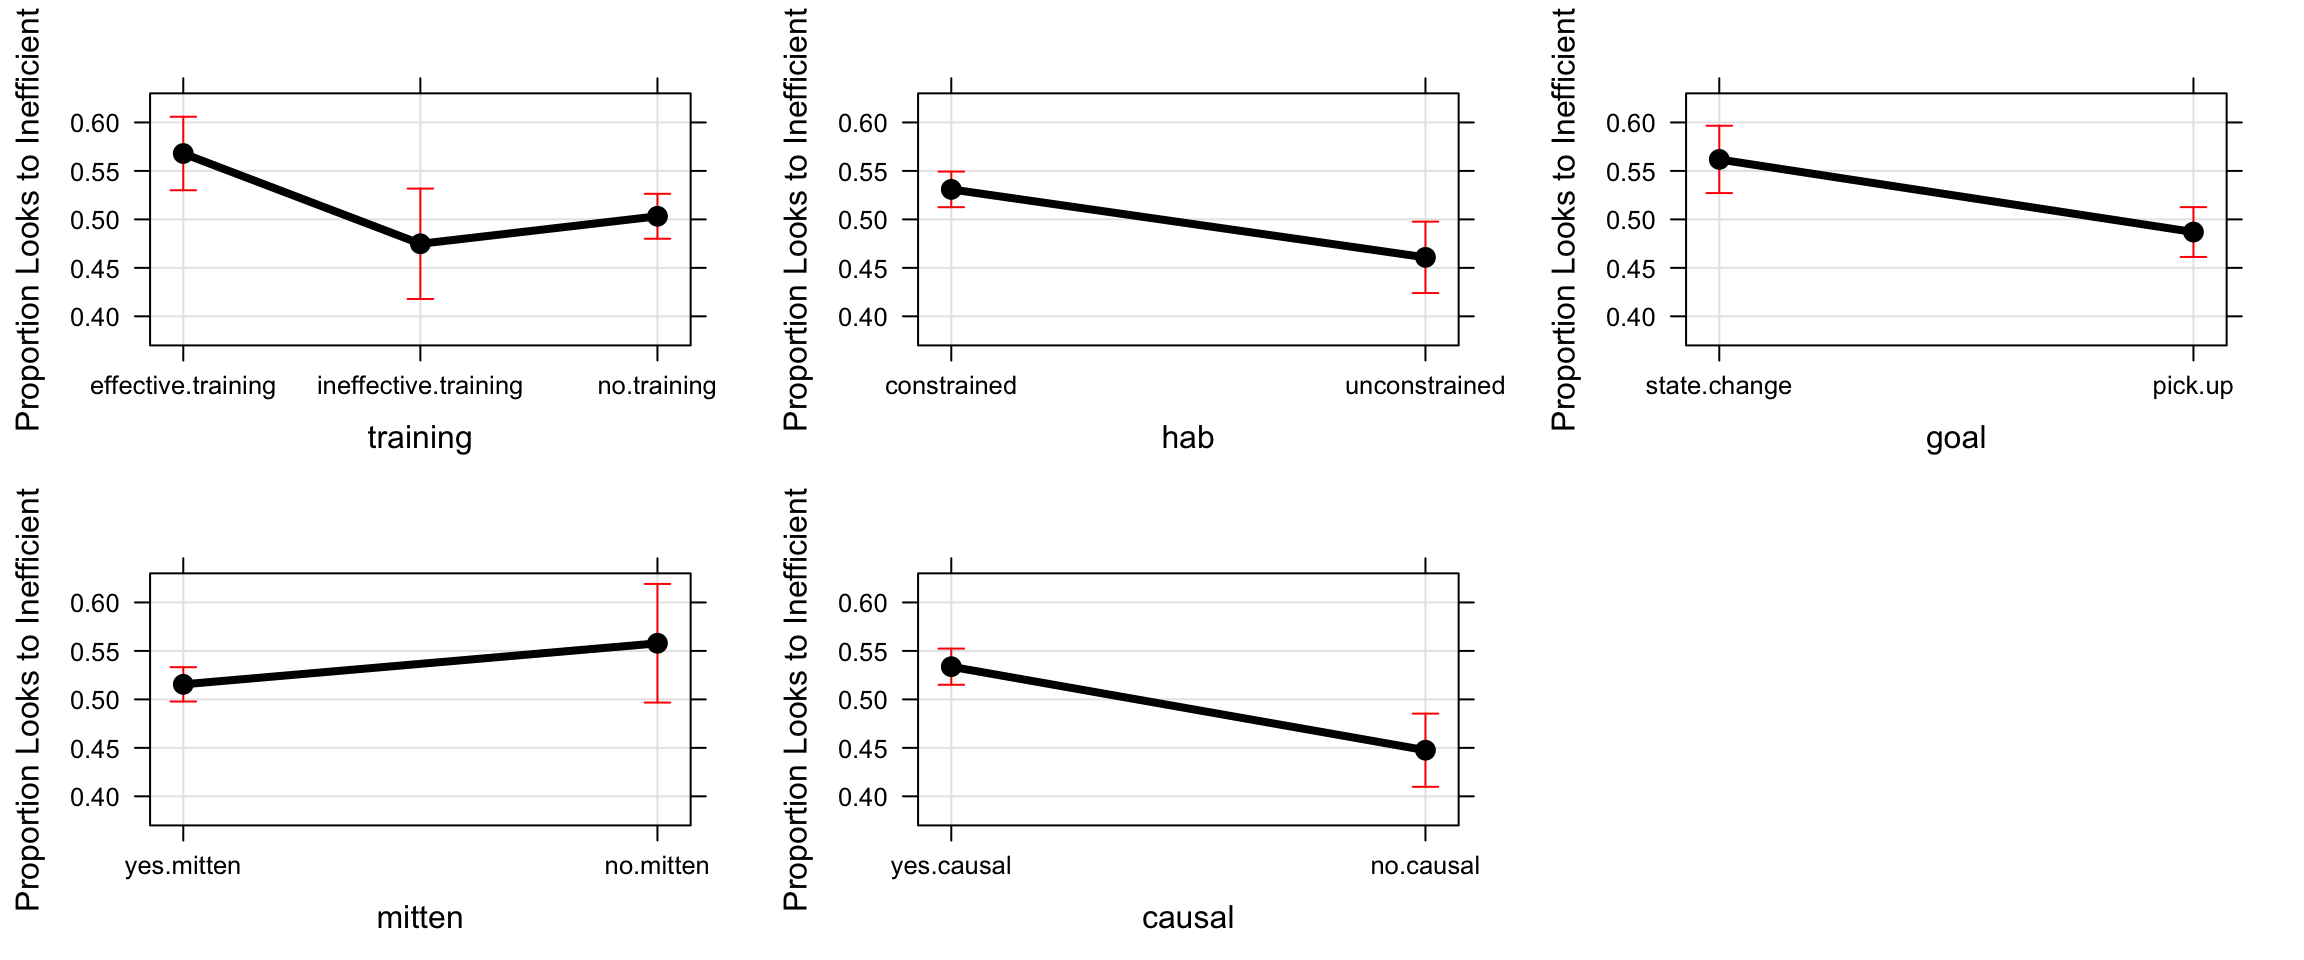 Proportion Looks to Inefficient
0.60
0.55
0.50
0.45
0.40
effective.training ineffective.training no.training
training
Proportion Looks to Inefficient
0.60
0.55
0.50
0.45
0.40
constrained unconstrained
hab
Proportion Looks to Inefficient
0.60
0.55
0.50
0.45
0.40
state.change pick.up
goal
Proportion Looks to Inefficient
0.60
0.55
0.50
0.45
0.40
yes.mitten no.mitten
mitten
Proportion Looks to Inefficient
0.60
0.55
0.50
0.45
0.40
yes.causal no.causal
causal